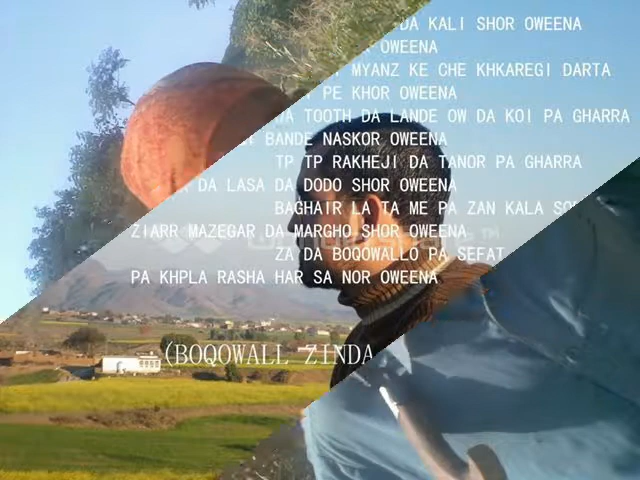 DA KALI SHOR OWEENA
OWEENA
MYANZ KE CHE KHKAREGI DARTA
PE KHOR OWEENA
TOOTH DA LANDE OW DA KOI PA GHARRA
BANDE NASKOR OWEENA
TP TP RAKHEJI DA TANOR PA GHARRA
DA LASA DA DODO SHOR OWEENA
BAGHAIR LA TA ME PA ZAN KALA
ZIARR MAZEGAR DA MARGHO SHOR OWEENA
ZA DA BOQOWALLO PA SEFAT
PA KHPLA RASHA HAR SA NOR OWEENA
(BOQOWALL ZINDA